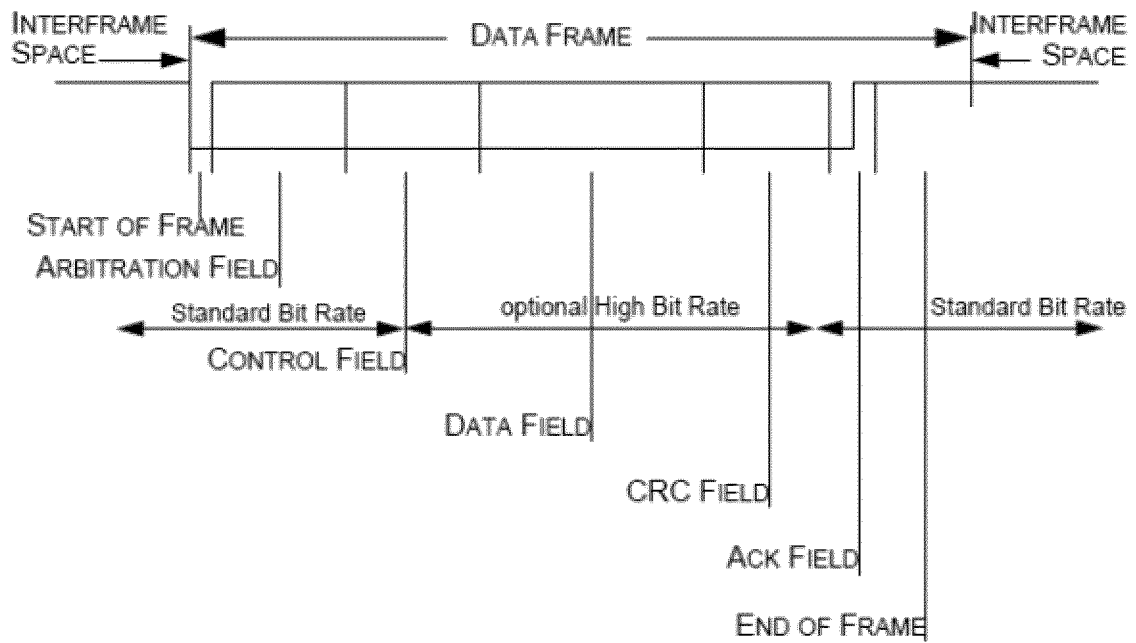 INTERFRAME
SPACE
DATA FRAME
INTERFRAME
SPACE
START OF FRAME
ARBITRATION FIELD
Standard Bit Rate
optional High Bit Rate
Standard Bit Rate
CONTROL FIELD
DATA FIELD
CRC FIELD
ACK FIELD
END OF FRAME